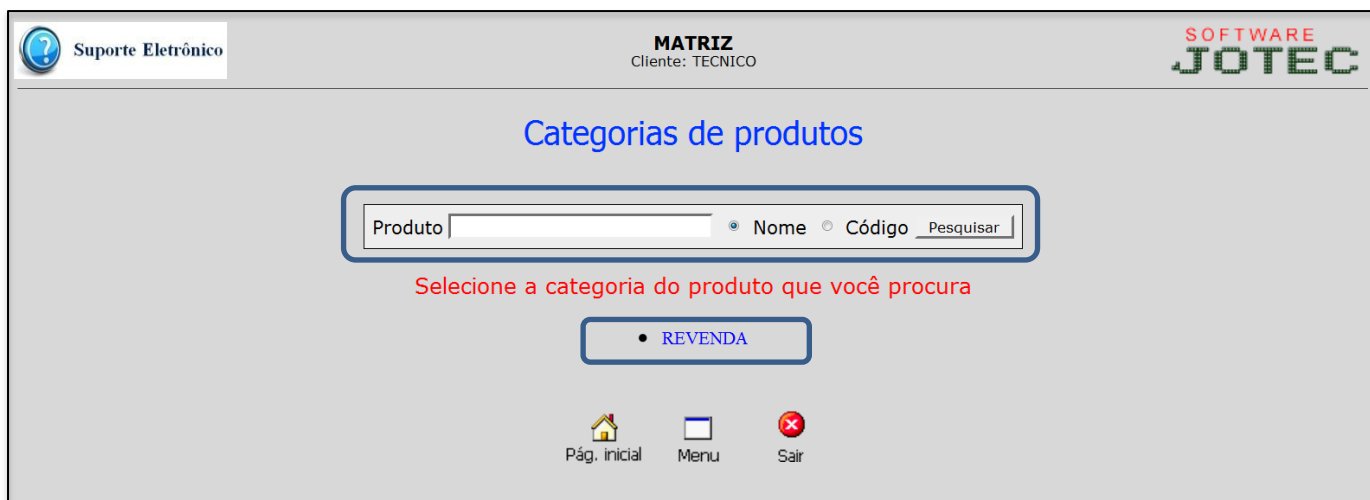 Suporte Eletrônico
MATRIZ
Cliente: TECNICO
SOFTWARE
JOTEC
Categorias de produtos
Produto Nome Código Pesquisar
Selecione a categoria do produto que você procura
REVENDA
Pág. inicial Menu Sair